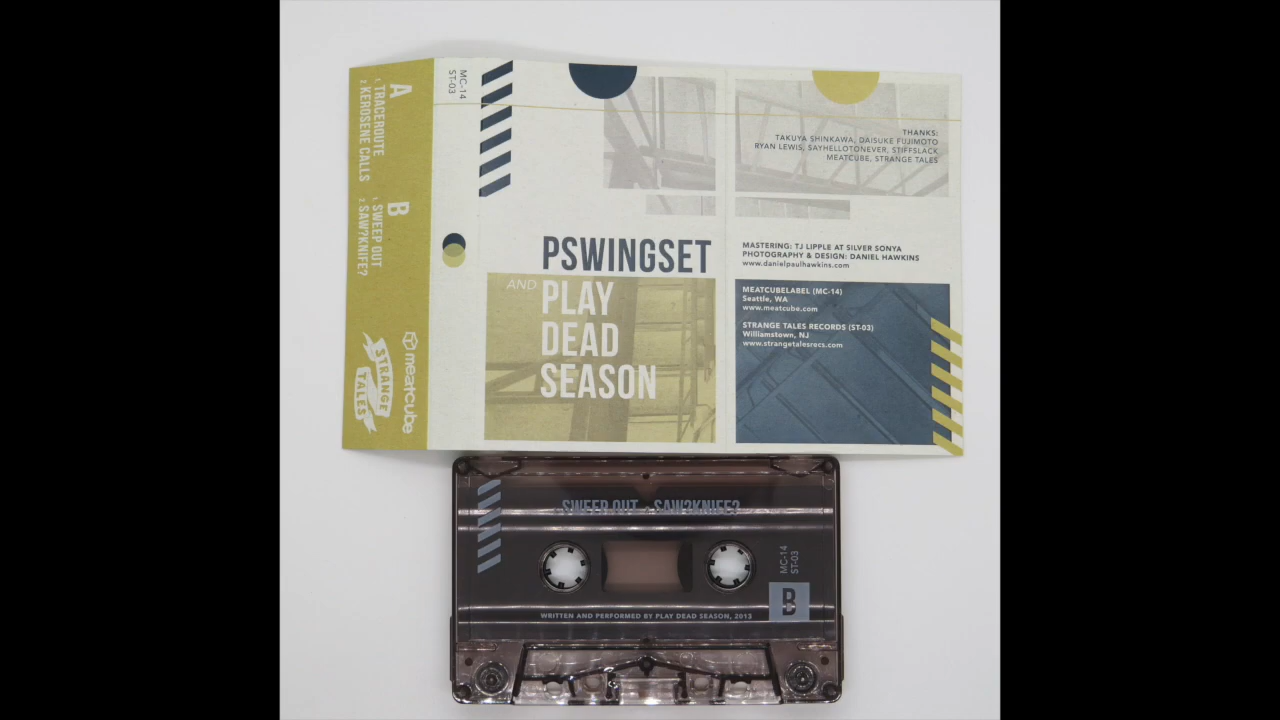 A
1. TRACEROUTE
2. KEROSENE CALLS
B
1. SWEEP OUT
2. SAW?KNIFE?
meatcube
STRANGE
TALES
MC-14
ST-03
PSWINGSET
AND PLAY
DEAD
SEASON
THANKS:
TAKUYA SHINKAWA, DAISUKE FUJIMOTO
RYAN LEWIS, SAYHELLOTONEVER, STIFFSLACK
MEATCUBE, STRANGE TALES
MASTERING: TJ LIPPLE AT SILVER SONYA
PHOTOGRAPHY & DESIGN: DANIEL HAWKINS
www.danielpaulhawkins.com
MEATCUBELABEL (MC-14)
Seattle, WA
www.meatcube.com
STRANGE TALES RECORDS (ST-03)
Williamstown, NJ
www.strangetalesrecs.com
1. SWEEP OUT 2. SAW?KNIFE?
MC-14
ST-03
B
WRITTEN AND PERFORMED BY PLAY DEAD SEASON, 2013